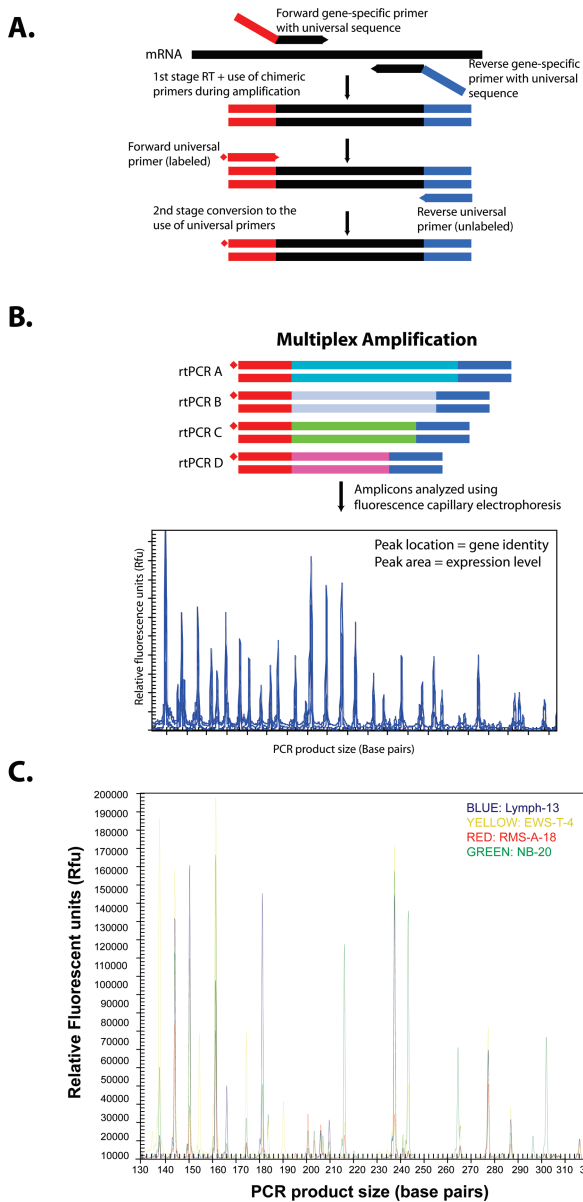 A.
Forward gene-specific primer
with universal sequence
mRNA
Reverse gene-specific
primer with universal
sequence
1st stage RT + use of chimeric
primers during amplification
Forward universal
primer (labeled)
2nd stage conversion to the
use of universal primers
Reverse universal
primer (unlabeled)
B.
Multiplex Amplification
rtPCR A
rtPCR B
rtPCR C
rtPCR D
Amplicons analyzed using
fluorescence capillary electrophoresis
Peak location = gene identity
Peak area = expression level
Relative fluorescence units (Rfu)
PCR product size (Base pairs)
C.
BLUE: Lymph-13
YELLOW: EWS-T-4
RED: RMS-A-18
GREEN: NB-20
Relative Fluorescent units (Rfu)
200000
190000
180000
170000
160000
150000
140000
130000
120000
110000
100000
90000
80000
70000
60000
50000
40000
30000
20000
10000
130 140 150 160 170 180 190 200 210 220 230 240 250 260 270 280 290 300 310
PCR product size (base pairs)